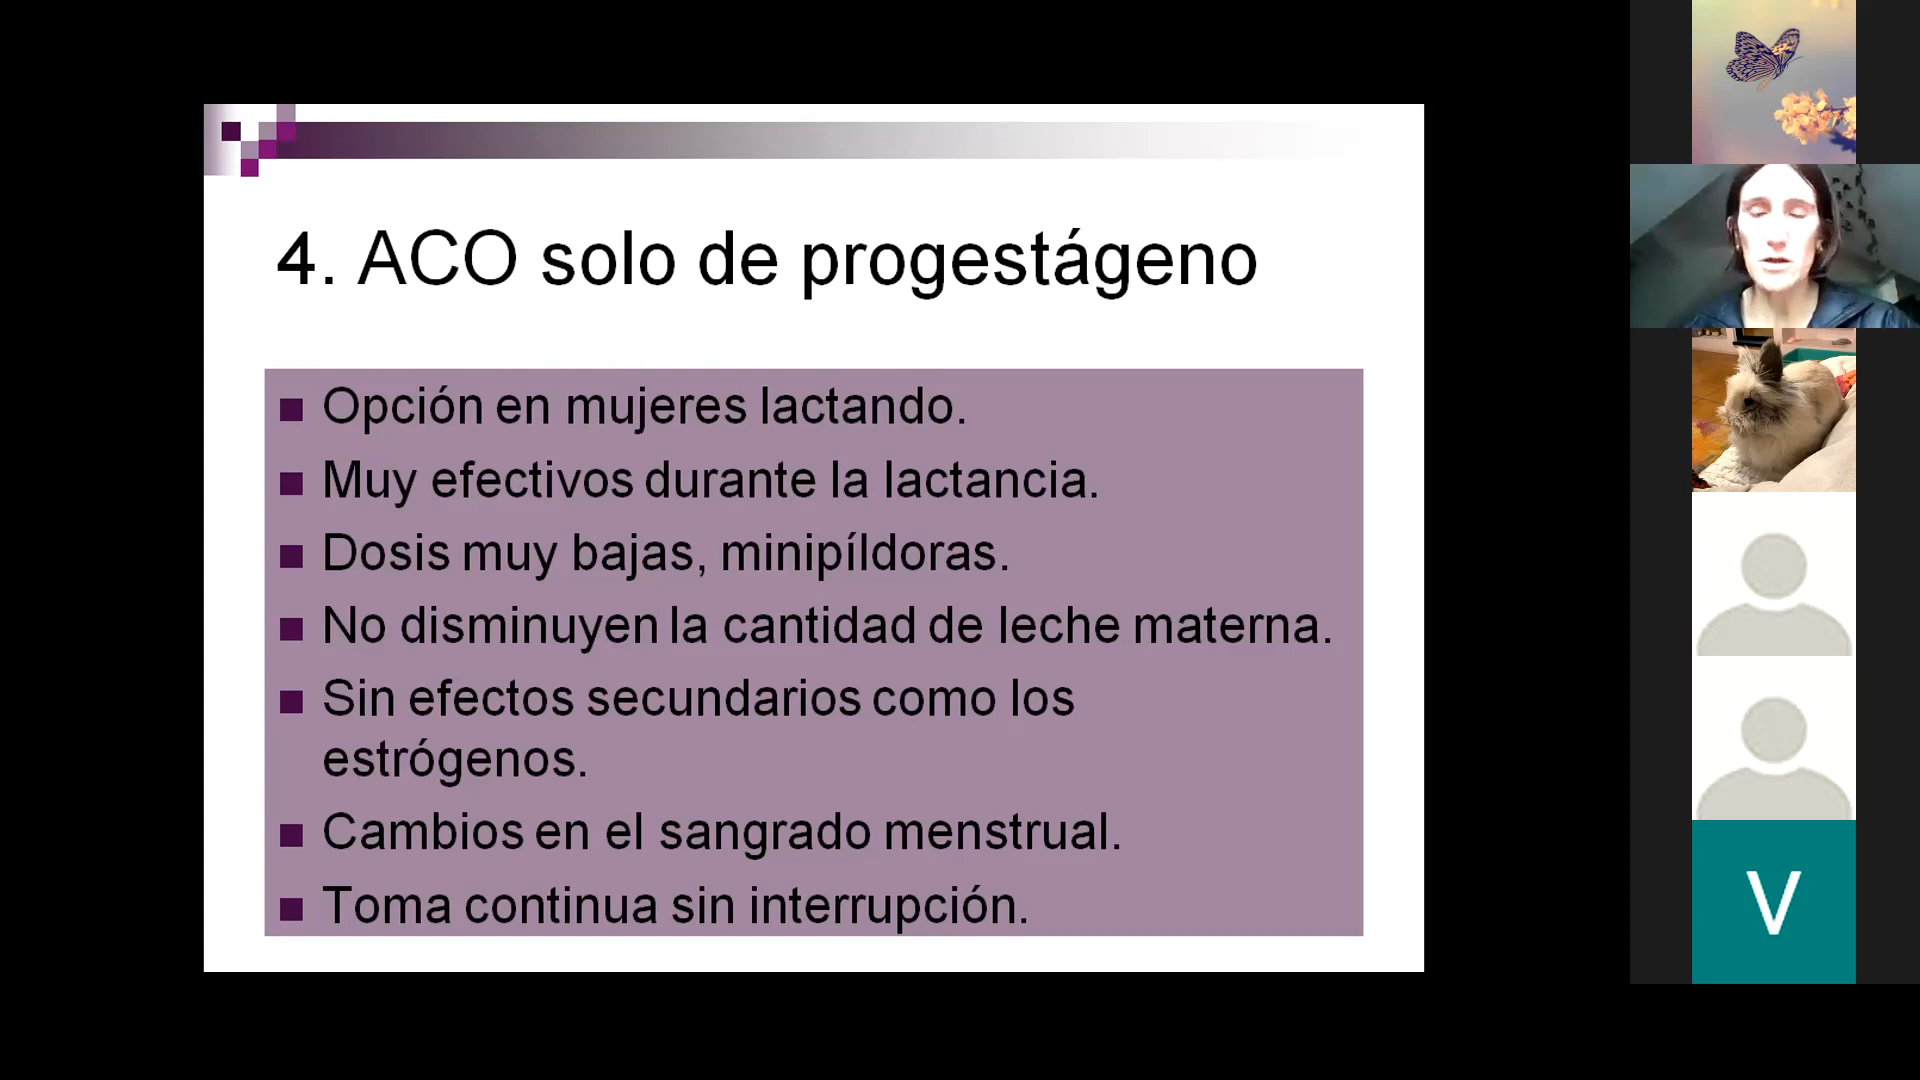 4. ACO solo de progestágeno
Opción en mujeres lactando.
Muy efectivos durante la lactancia.
Dosis muy bajas, minipíldoras.
No disminuyen la cantidad de leche materna.
Sin efectos secundarios como los
estrógenos.
Cambios en el sangrado menstrual.
Toma continua sin interrupción.
V